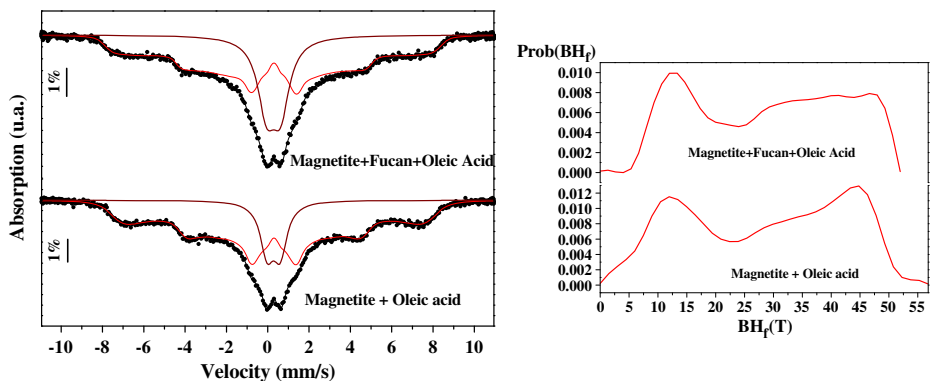 Absorption (u.a.)
1%
Magnetite+Fucan+Oleic Acid
1%
Magnetite + Oleic acid
-10 -8 -6 -4 -2 0 2 4 6 8 10
Velocity (mm/s)
Prob(BHf)
0.010
0.008
0.006
0.004
0.002
0.000
Magnetite+Fucan+Oleic Acid
0.012
0.010
0.008
0.006
0.004
0.002
0.000
Magnetite + Oleic acid
0 5 10 15 20 25 30 35 40 45 50 55
BHf(T)